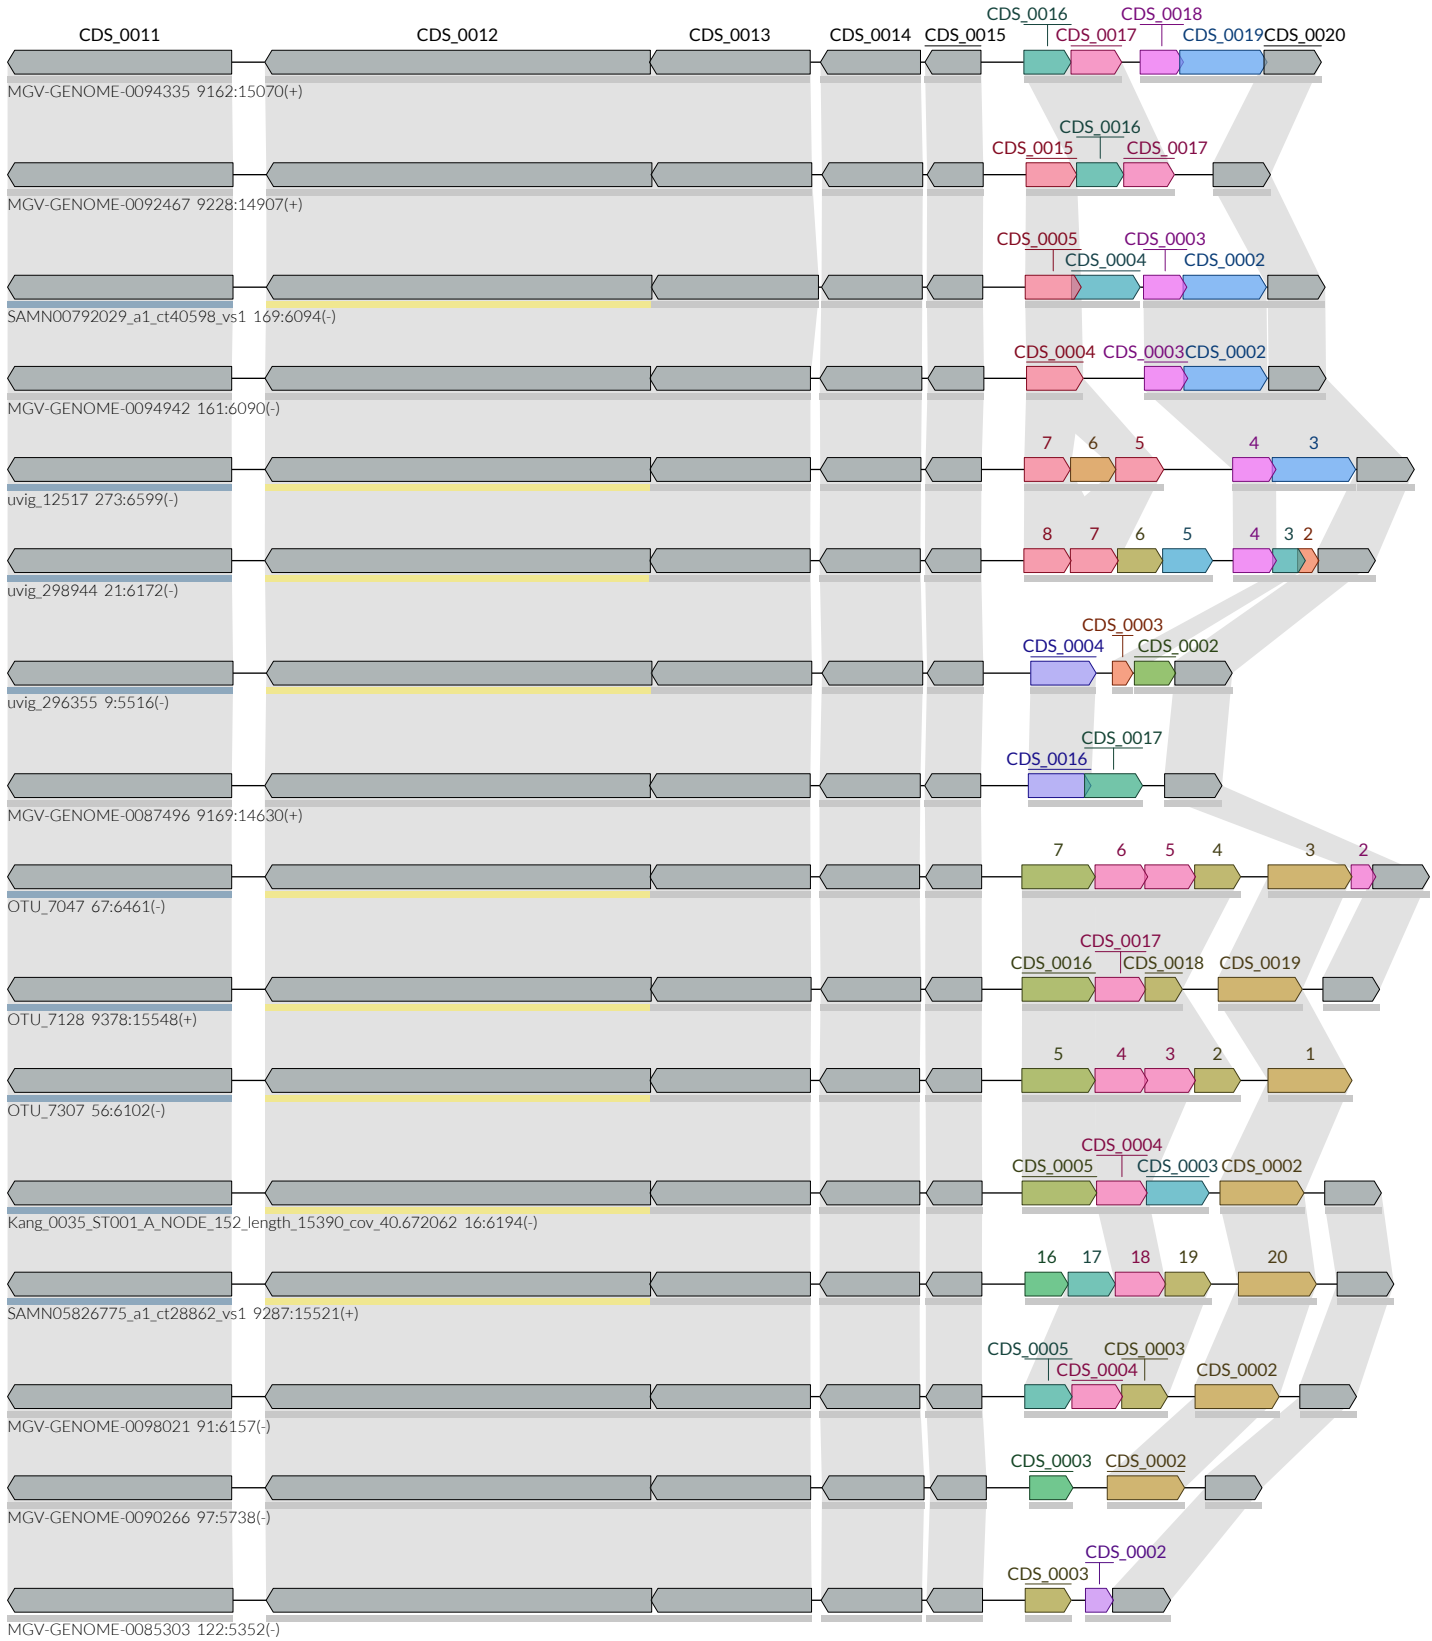 CDS_0016 CDS_0018
CDS_0011 CDS_0012 CDS_0013 CDS_0014 CDS_0015 CDS_0017 CDS_0019 CDS_0020
MGV-GENOME-0094335 9162:15070(+)
CDS_0016
CDS_0015 CDS_0017
MGV-GENOME-0092467 9228:14907(+)
CDS_0005 CDS_0003
CDS_0004 CDS_0002
SAMN00792029_a1_ct40598_vs1 169:6094(-)
CDS_0004 CDS_0003 CDS_0002
MGV-GENOME-0094942 161:6090(-)
7 6 5 4 3
uvig_12517 273:6599(-)
8 7 6 5 4 3 2
uvig_298944 21:6172(-)
CDS_0003
CDS_0004 CDS_0002
uvig_296355 9:5516(-)
CDS_0017
CDS_0016
MGV-GENOME-0087496 9169:14630(+)
7 6 5 4 3 2
OTU_7047 67:6461(-)
CDS_0017
CDS_0016 CDS_0018 CDS_0019
OTU_7128 9378:15548(+)
5 4 3 2 1
OTU_7307 56:6102(-)
CDS_0004
CDS_0005 CDS_0003 CDS_0002
Kang_0035_ST001_A_NODE_152_length_15390_cov_40.672062 16:6194(-)
16 17 18 19 20
SAMN05826775_a1_ct28862_vs1 9287:15521(+)
CDS_0005 CDS_0003
CDS_0004 CDS_0002
MGV-GENOME-0098021 91:6157(-)
CDS_0003 CDS_0002
MGV-GENOME-0090266 97:5738(-)
CDS_0002
CDS_0003
MGV-GENOME-0085303 122:5352(-)